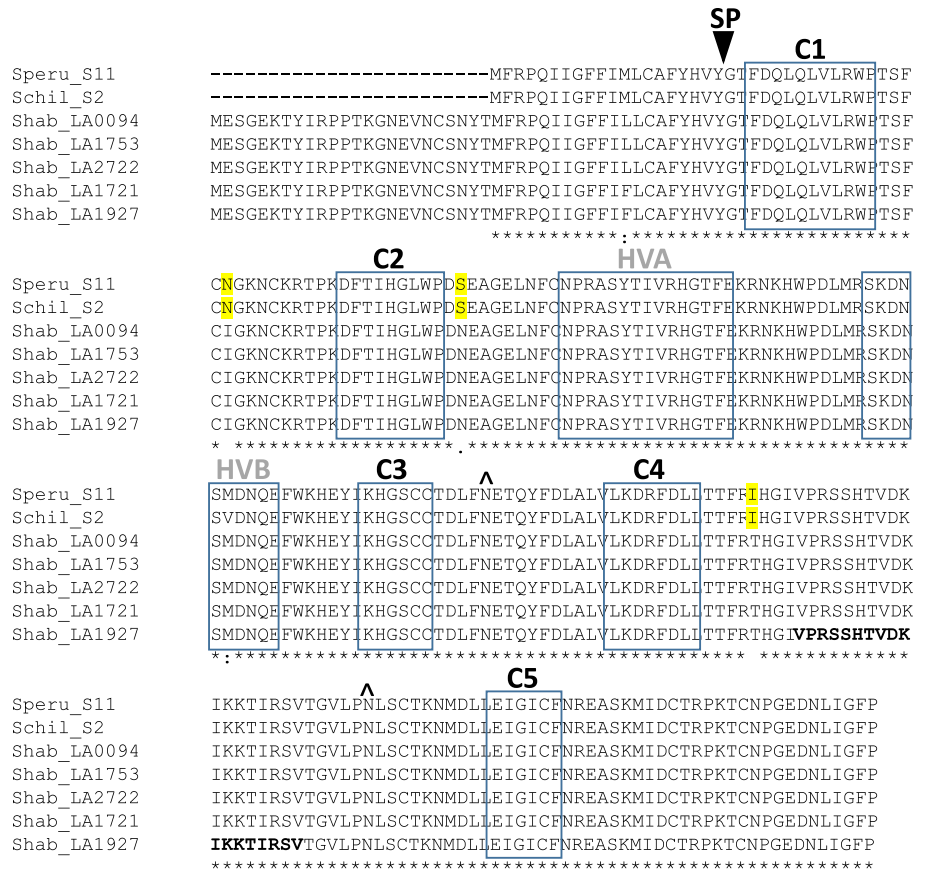 SP
C1
Speru_S11 ------------------------MFRPQIIGFFIMLCAFYHVYGTFDQLQLVLRWPTSF
Schil_S2 ------------------------MFRPQIIGFFIMLCAFYHVYGTFDQLQLVLRWPTSF
Shab_LA0094 MESGEKTYIRPPTKGNEVNCSNYTMFRPQIIGFFILLCAFYHVYGTFDQLQLVLRWPTSF
Shab_LA1753 MESGEKTYIRPPTKGNEVNCSNYTMFRPQIIGFFILLCAFYHVYGTFDQLQLVLRWPTSF
Shab_LA2722 MESGEKTYIRPPTKGNEVNCSNYTMFRPQIIGFFILLCAFYHVYGTFDQLQLVLRWPTSF
Shab_LA1721 MESGEKTYIRPPTKGNEVNCSNYTMFRPQIIGFFILLCAFYHVYGTFDQLQLVLRWPTSF
Shab_LA1927 MESGEKTYIRPPTKGNEVNCSNYTMFRPQIIGFFIFLCAFYHVYGTFDQLQLVLRWPTSF
***********:************************
C2 HVA
Speru_S11 CNGKNCKRTPKDFTIHGLWPDSEAGELNFCNPRASYTIVRHGTFEKRNKHWPDLMRSKDN
Schil_S2 CNGKNCKRTPKDFTIHGLWPDSEAGELNFCNPRASYTIVRHGTFEKRNKHWPDLMRSKDN
Shab_LA0094 CIGKNCKRTPKDFTIHGLWPDNEAGELNFCNPRASYTIVRHGTFEKRNKHWPDLMRSKDN
Shab_LA1753 CIGKNCKRTPKDFTIHGLWPDNEAGELNFCNPRASYTIVRHGTFEKRNKHWPDLMRSKDN
Shab_LA2722 CIGKNCKRTPKDFTIHGLWPDNEAGELNFCNPRASYTIVRHGTFEKRNKHWPDLMRSKDN
Shab_LA1721 CIGKNCKRTPKDFTIHGLWPDNEAGELNFCNPRASYTIVRHGTFEKRNKHWPDLMRSKDN
Shab_LA1927 CIGKNCKRTPKDFTIHGLWPDNEAGELNFCNPRASYTIVRHGTFEKRNKHWPDLMRSKDN
* *******************.**************************************
HVB C3 ^ C4
Speru_S11 SMDNQEFWKHEYIKHGSCCTDLFNETQYFDLALVLKDRFDLLTTFRIHGIVPRSSHTVDK
Schil_S2 SVDNQEFWKHEYIKHGSCCTDLFNETQYFDLALVLKDRFDLLTTFRIHGIVPRSSHTVDK
Shab_LA0094 SMDNQEFWKHEYIKHGSCCTDLFNETQYFDLALVLKDRFDLLTTFRTHGIVPRSSHTVDK
Shab_LA1753 SMDNQEFWKHEYIKHGSCCTDLFNETQYFDLALVLKDRFDLLTTFRTHGIVPRSSHTVDK
Shab_LA2722 SMDNQEFWKHEYIKHGSCCTDLFNETQYFDLALVLKDRFDLLTTFRTHGIVPRSSHTVDK
Shab_LA1721 SMDNQEFWKHEYIKHGSCCTDLFNETQYFDLALVLKDRFDLLTTFRTHGIVPRSSHTVDK
Shab_LA1927 SMDNQEFWKHEYIKHGSCCTDLFNETQYFDLALVLKDRFDLLTTFRTHGIVPRSSHTVDK
*:******************************************** *************
^ C5
Speru_S11 IKKTIRSVTGVLPNLSCTKNMDLLEIGICFNREASKMIDCTRPKTCNPGEDNLIGFP
Schil_S2 IKKTIRSVTGVLPNLSCTKNMDLLEIGICFNREASKMIDCTRPKTCNPGEDNLIGFP
Shab_LA0094 IKKTIRSVTGVLPNLSCTKNMDLLEIGICFNREASKMIDCTRPKTCNPGEDNLIGFP
Shab_LA1753 IKKTIRSVTGVLPNLSCTKNMDLLEIGICFNREASKMIDCTRPKTCNPGEDNLIGFP
Shab_LA2722 IKKTIRSVTGVLPNLSCTKNMDLLEIGICFNREASKMIDCTRPKTCNPGEDNLIGFP
Shab_LA1721 IKKTIRSVTGVLPNLSCTKNMDLLEIGICFNREASKMIDCTRPKTCNPGEDNLIGFP
Shab_LA1927 IKKTIRSVTGVLPNLSCTKNMDLLEIGICFNREASKMIDCTRPKTCNPGEDNLIGFP
*********************************************************